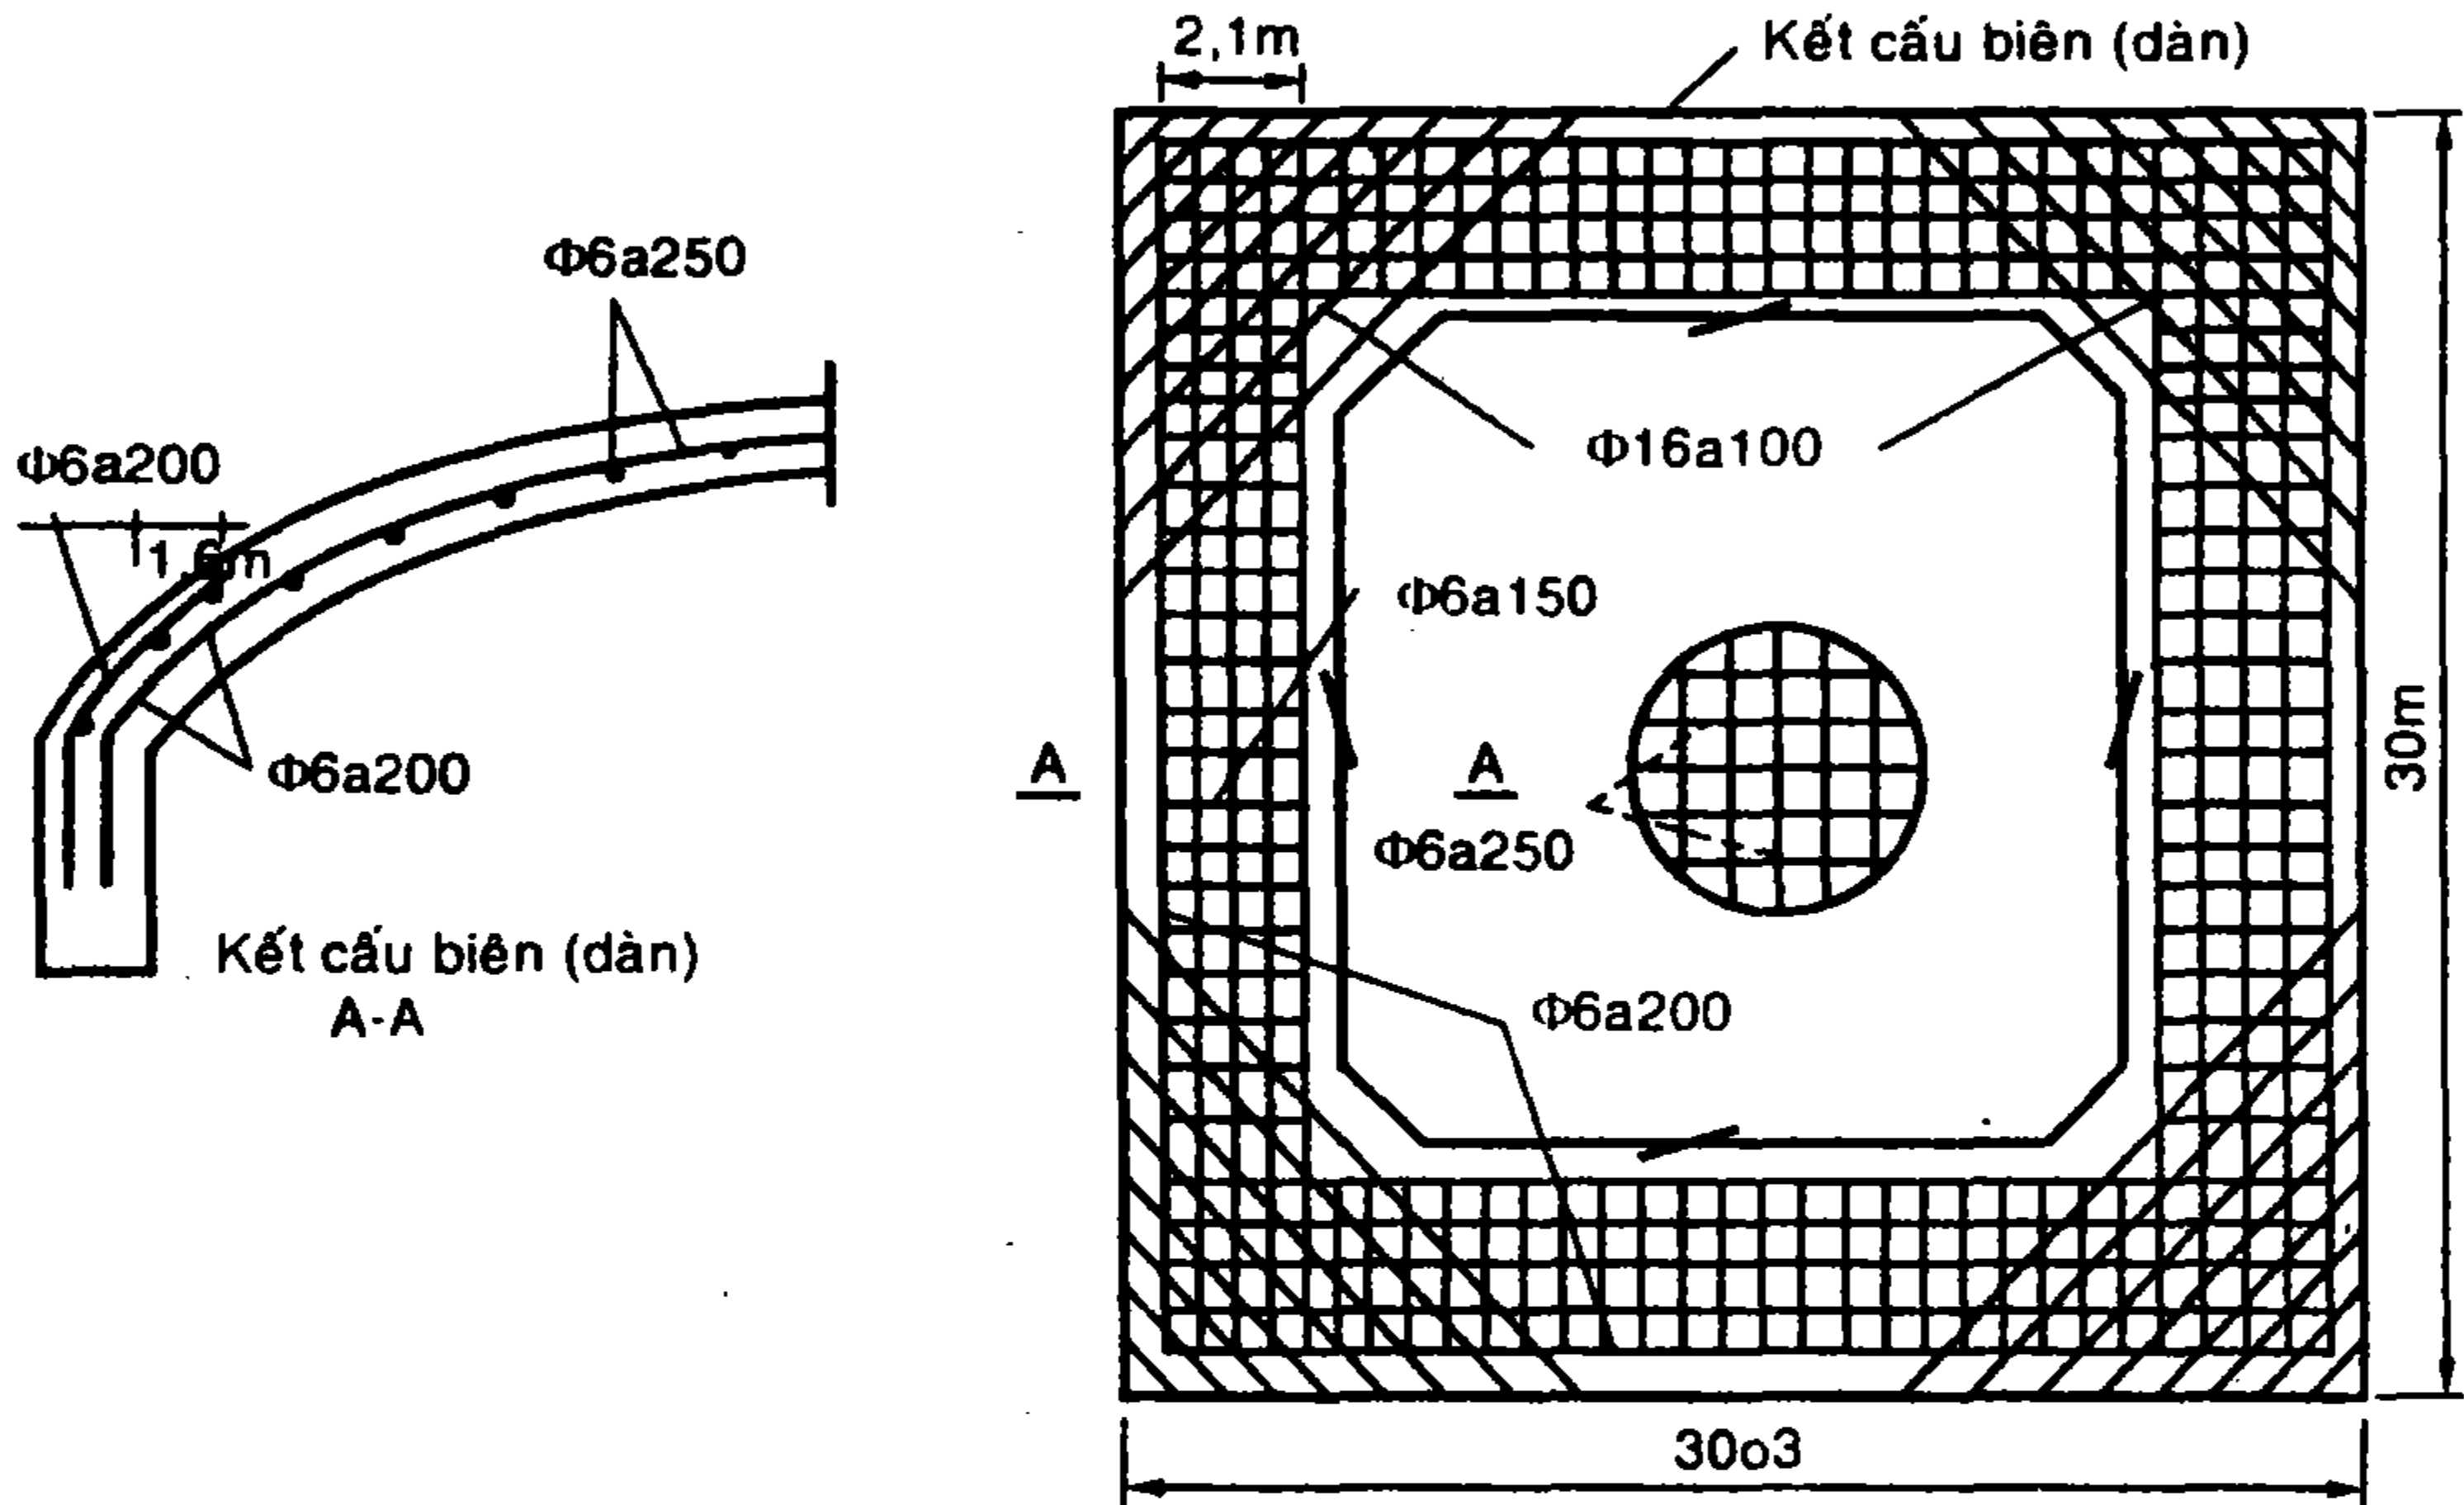 2,1m
Kết cấu biên (dàn)
Φ6a250
Φ6a200
1,6m
Φ6a200
Kết cấu biên (dàn)
A-A
Φ16a100
Φ6a150
A
A
Φ6a250
Φ6a200
30m
30o3